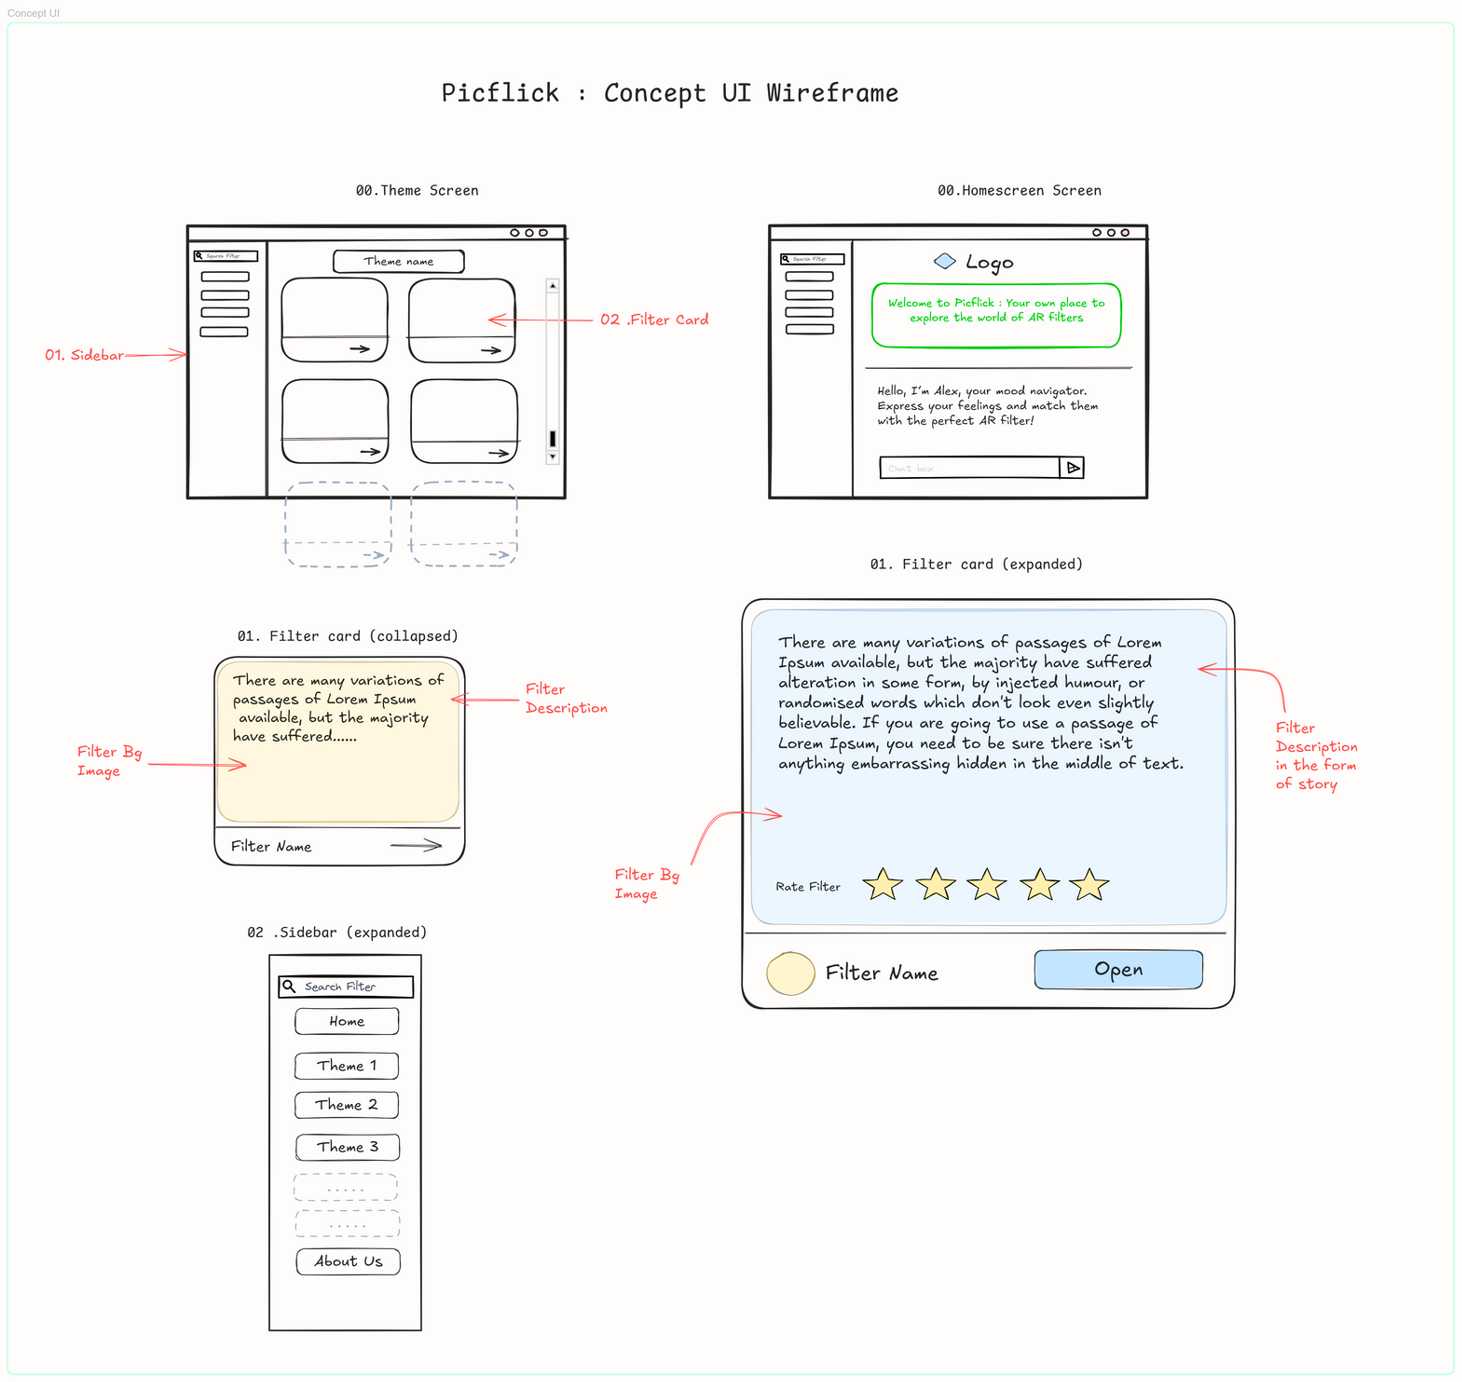 Concept UI
Picflick : Concept UI Wireframe
00.Theme Screen
Search Filter
Theme name
01. Sidebar
02 .Filter Card
00.Homescreen Screen
Search Filter
Logo
Welcome to Picflick : Your own place to
explore the world of AR filters
Hello, I'm Alex, your mood navigator.
Express your feelings and match them
with the perfect AR filter!
Chat box
01. Filter card (collapsed)
There are many variations of
passages of Lorem Ipsum
available, but the majority
have suffered......
Filter Name
Filter
Description
Filter Bg
Image
01. Filter card (expanded)
There are many variations of passages of Lorem
Ipsum available, but the majority have suffered
alteration in some form, by injected humour, or
randomised words which don't look even slightly
believable. If you are going to use a passage of
Lorem Ipsum, you need to be sure there isn't
anything embarrassing hidden in the middle of text.
Rate Filter
Filter Name
Open
Filter
Description
in the form
of story
Filter Bg
Image
02 .Sidebar (expanded)
Search Filter
Home
Theme 1
Theme 2
Theme 3
.....
.....
About Us